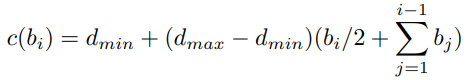 c(b_i) = d_{min} + (d_{max} − d_{min})(b_i/2 + \sum_{j=1}^{i−1} b_j)